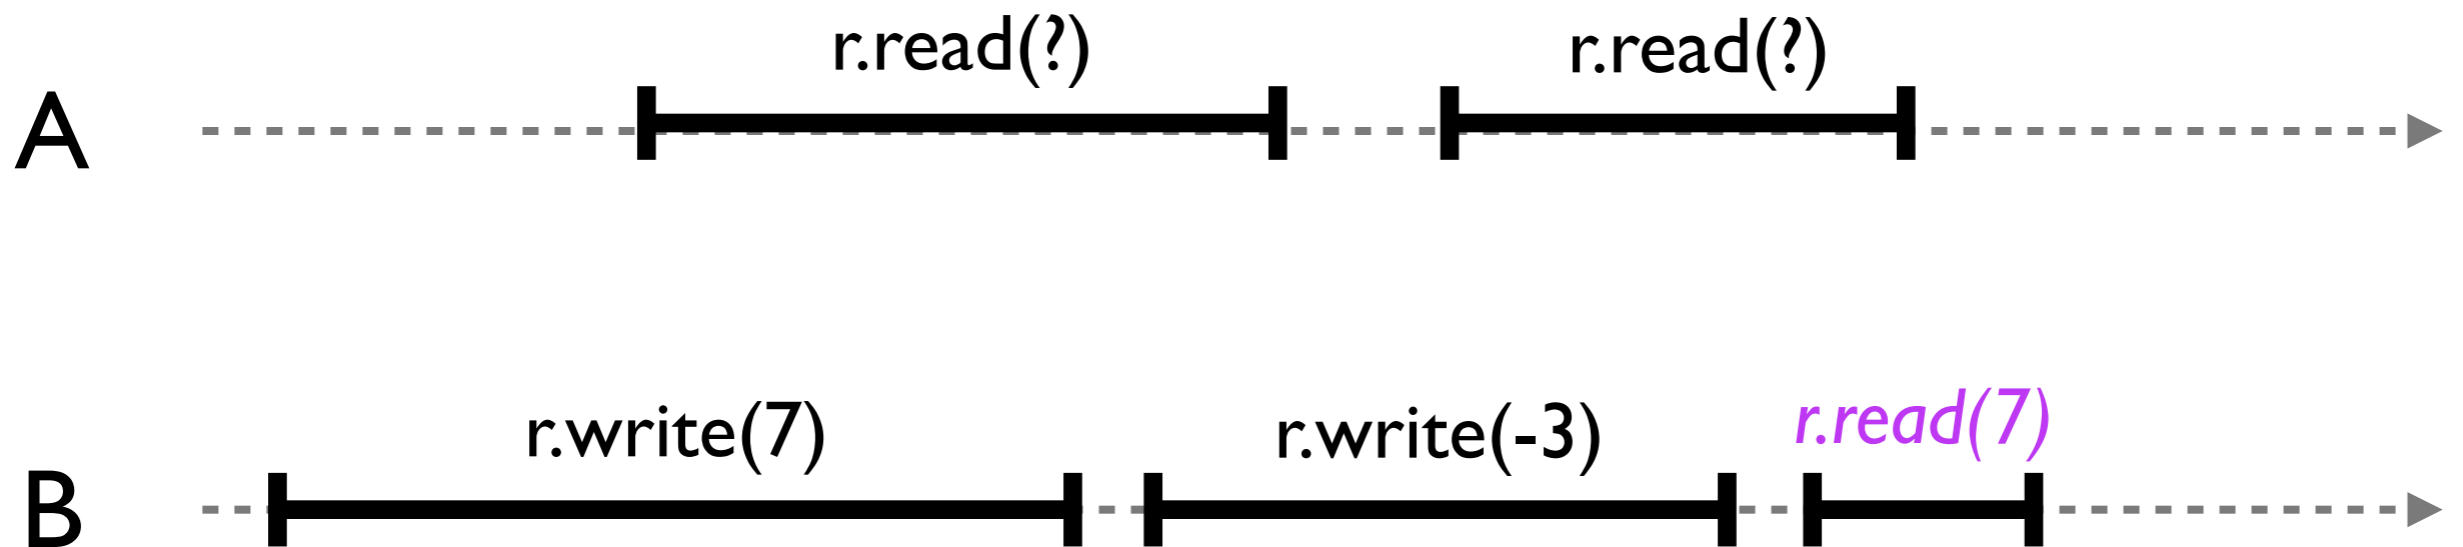 r.read(?) r.read(?)
A
r.write(7) r.write(-3) r.read(7)
B